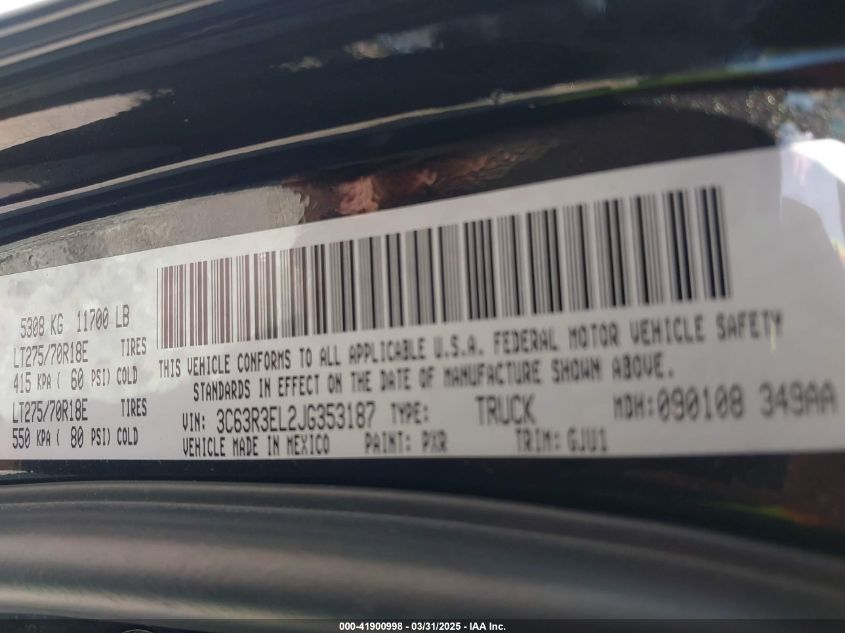 5308 KG 11700 LB
LT275/70R18E TIRES
415 KPA ( 60 PSI) COLD
LT275/70R18E TIRES
550 KPA ( 80 PSI) COLD
THIS VEHICLE CONFORMS TO ALL APPLICABLE U.S.A. FEDERAL MOTOR VEHICLE SAFETY
STANDARDS IN EFFECT ON THE DATE OF MANUFACTURE SHOWN ABOVE.
VIN: 3C63R3EL2JG353187 TYPE: TRUCK MDH:090108 349AA
VEHICLE MADE IN MEXICO PAINT: PXR TRIM: GJU1
000-41900998 - 03/31/2025 - IAA Inc.